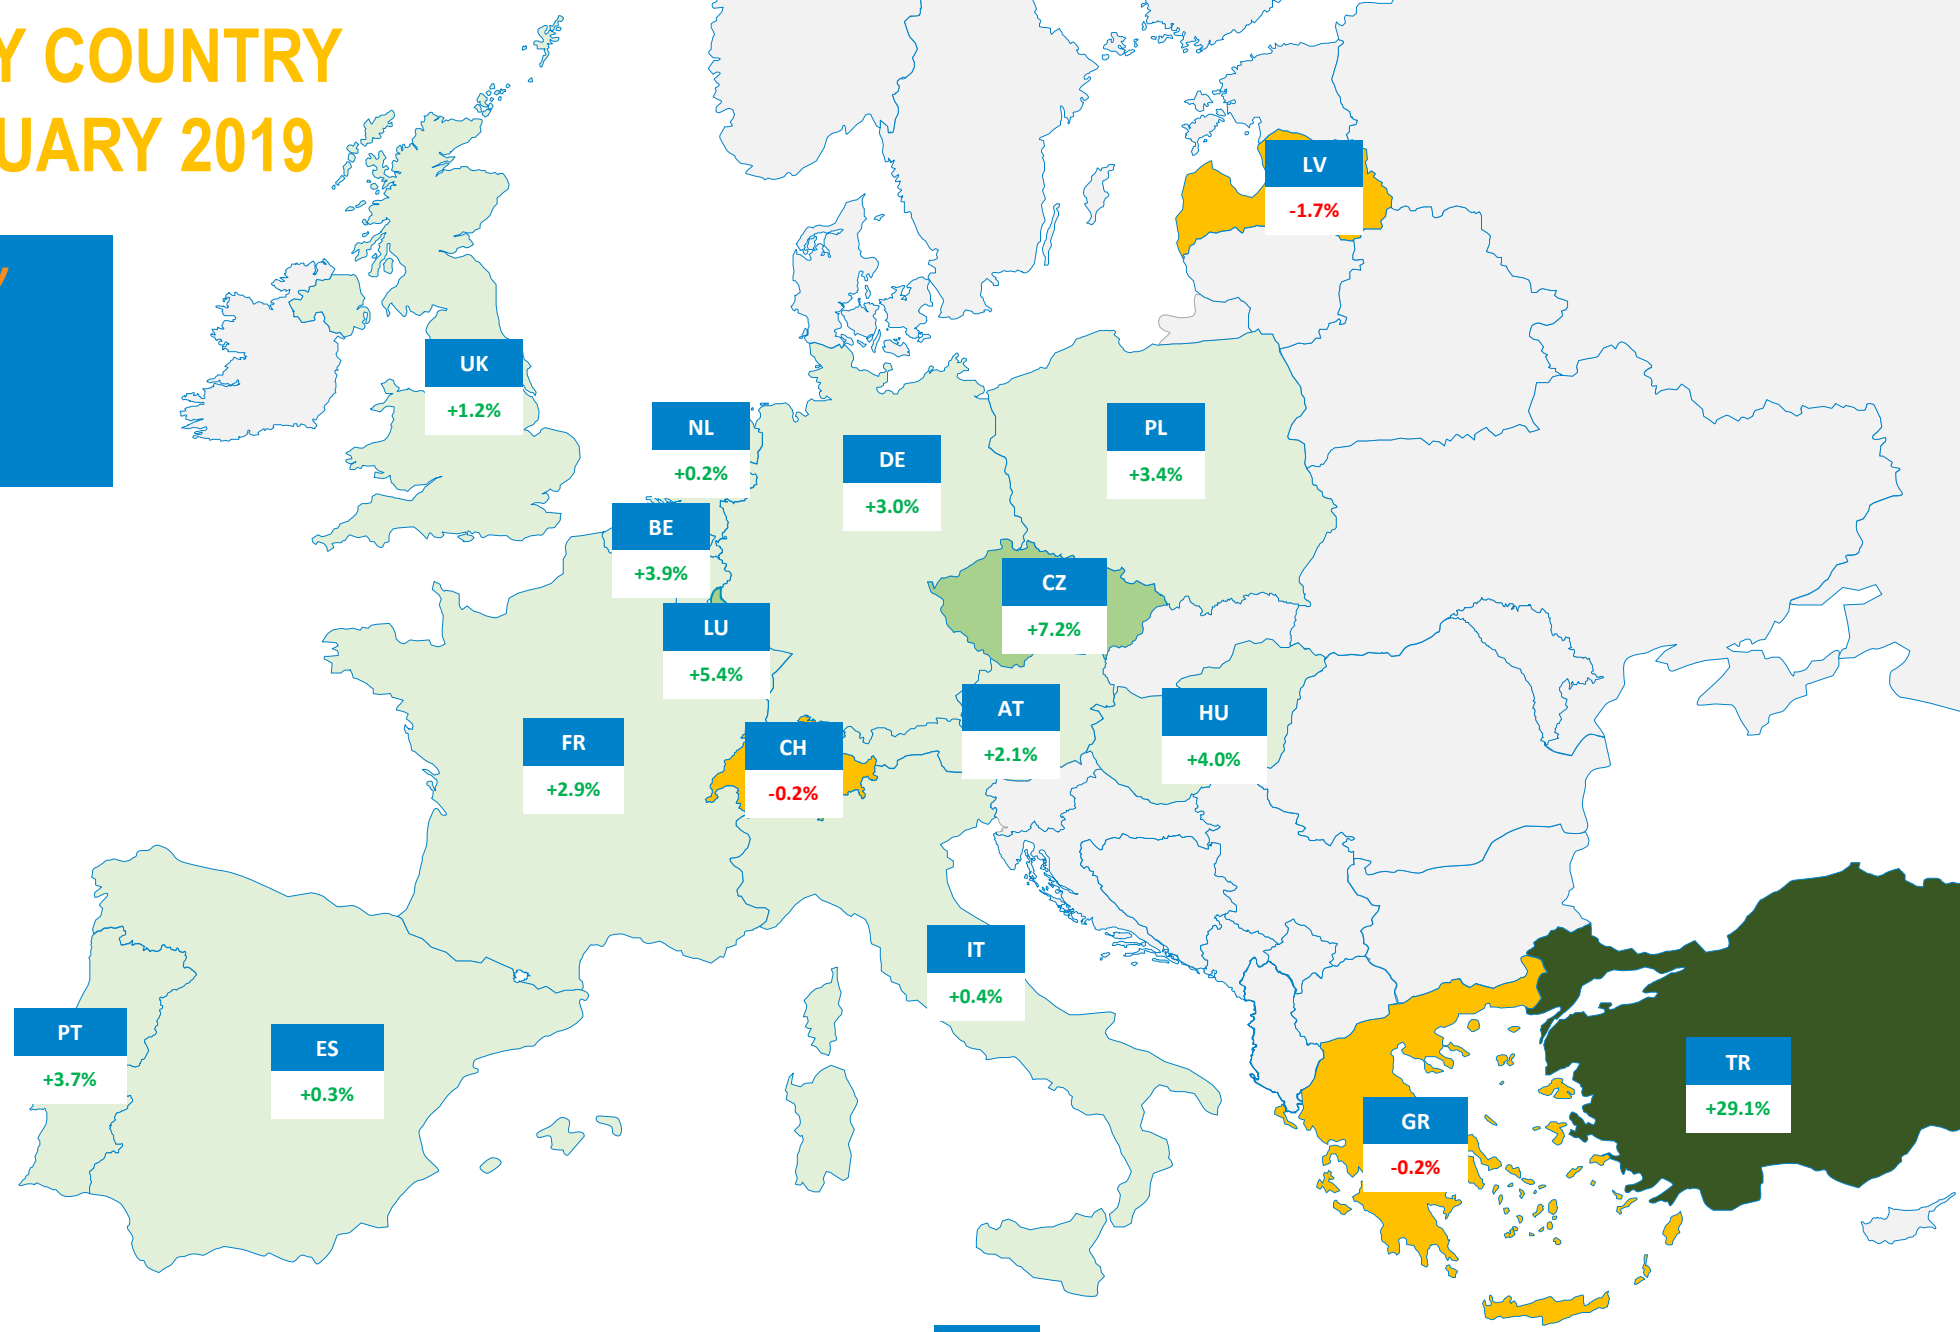 Y COUNTRY
UARY 2019
LV
-1.7%
UK
+1.2%
NL
+0.2%
PL
+3.4%
DE
+3.0%
BE
+3.9%
CZ
+7.2%
LU
+5.4%
AT
+2.1%
HU
+4.0%
FR
+2.9%
CH
-0.2%
IT
+0.4%
PT
+3.7%
ES
+0.3%
TR
+29.1%
GR
-0.2%